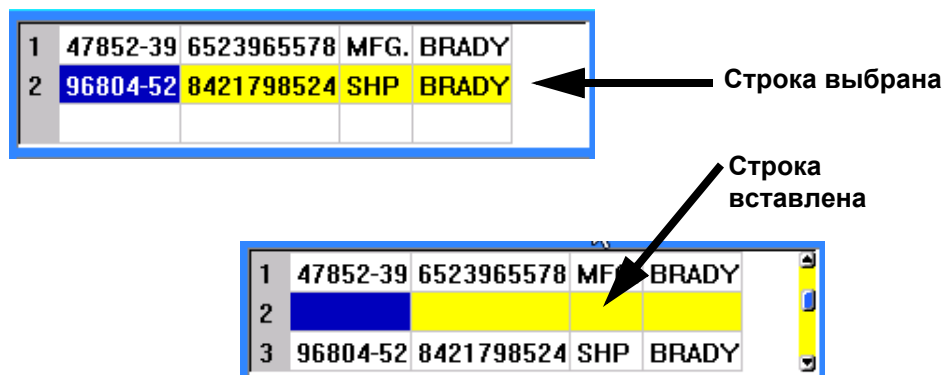 1 47852-39 6523965578 MFG. BRADY
2 96804-52 8421798524 SHP BRADY
Строка выбрана
Строка
вставлена
1 47852-39 6523965578 BRADY
2
3 96804-52 8421798524 SHP BRADY